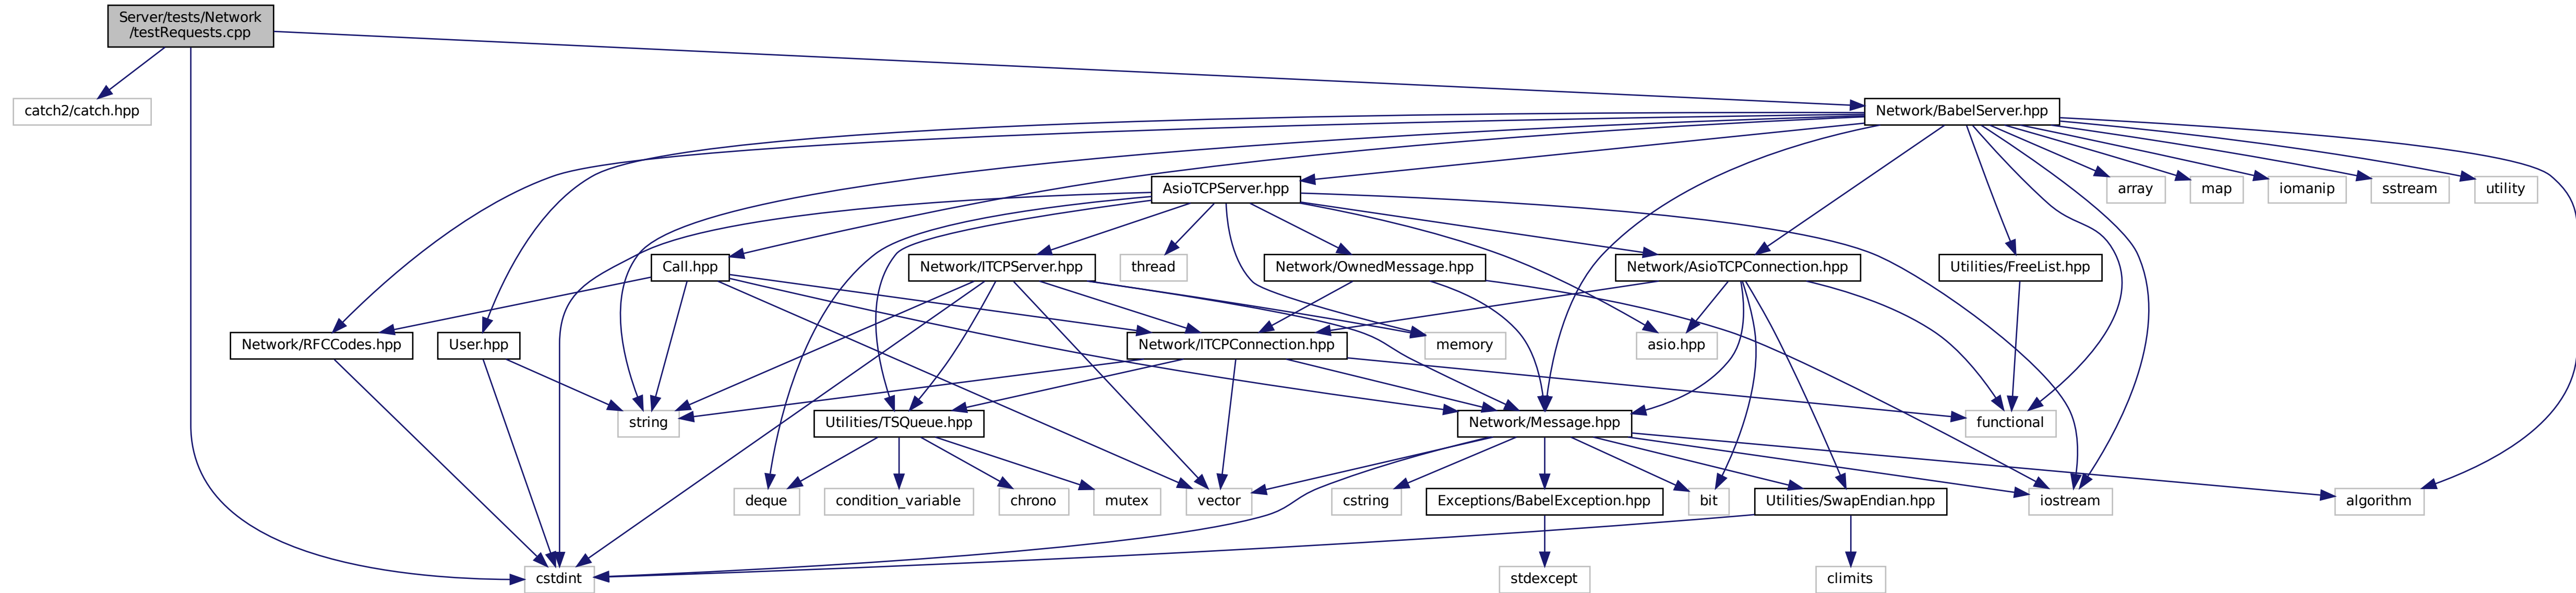 Server/tests/Network
/testRequests.cpp
catch2/catch.hpp
Network/BabelServer.hpp
AsioTCPServer.hpp
array
map
iomanip
sstream
utility
Call.hpp
Network/ITCPServer.hpp
thread
Network/OwnedMessage.hpp
Network/AsioTCPConnection.hpp
Utilities/FreeList.hpp
Network/RFCCodes.hpp
User.hpp
Network/ITCPConnection.hpp
memory
asio.hpp
string
Utilities/TSQueue.hpp
Network/Message.hpp
functional
deque
condition_variable
chrono
mutex
vector
cstring
Exceptions/BabelException.hpp
bit
Utilities/SwapEndian.hpp
iostream
algorithm
cstdint
stdexcept
climits